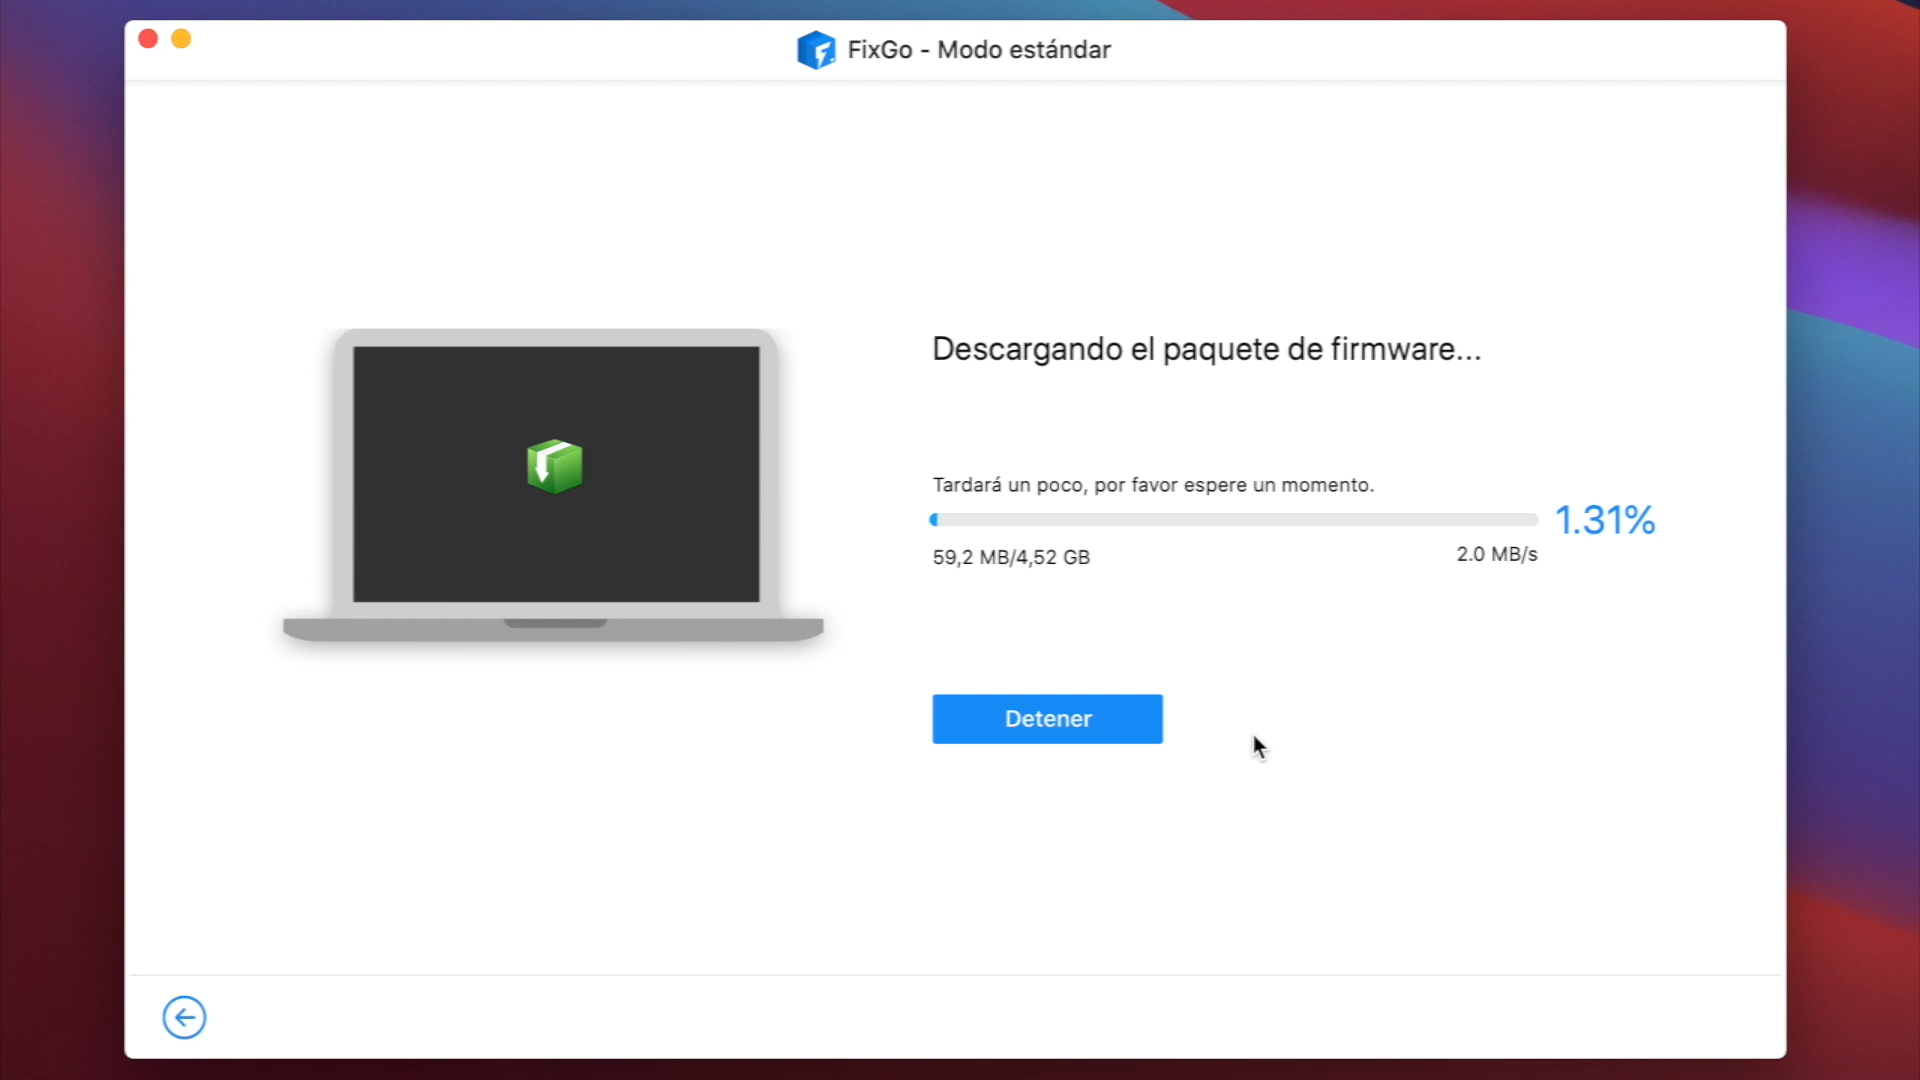 FixGo - Modo estándar
Descargando el paquete de firmware...
Tardará un poco, por favor espere un momento.
1.31%
59,2 MB/4,52 GB
2.0 MB/s
Detener